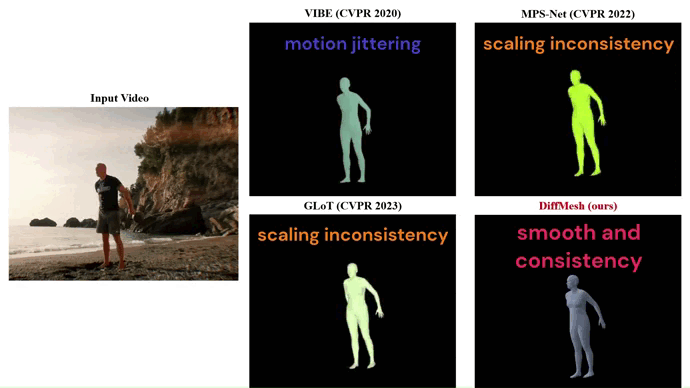 VIBE (CVPR 2020)
MPS-Net (CVPR 2022)
motion jittering
scaling inconsistency
Input Video
GLoT (CVPR 2023)
DiffMesh (ours)
scaling inconsistency
smooth and
consistency